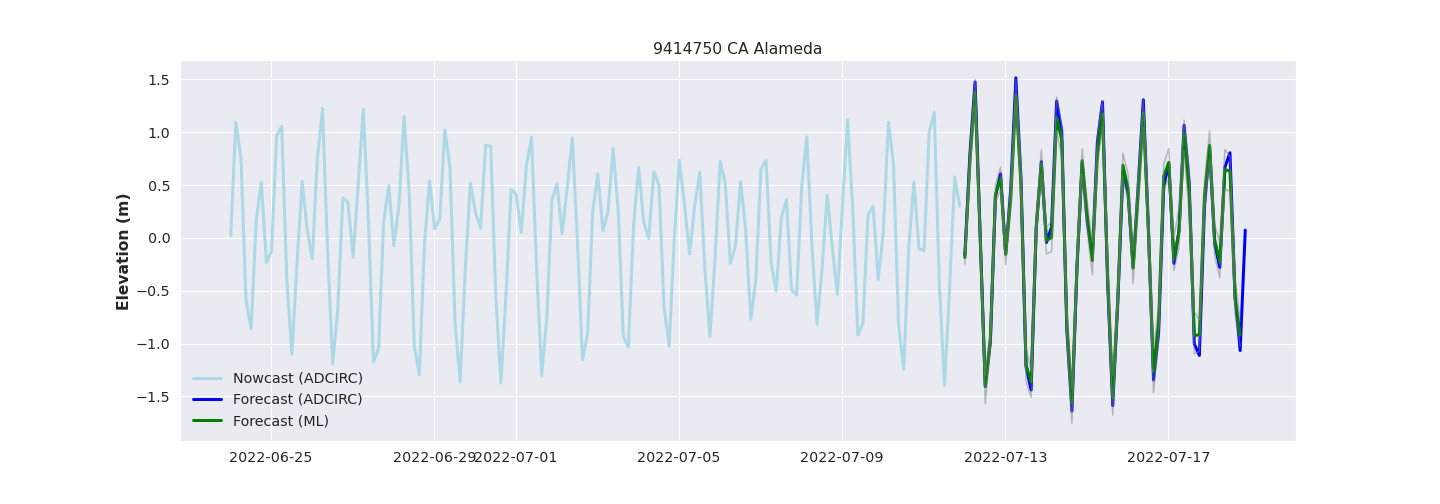 9414750 CA Alameda
Elevation (m)
1.5
1.0
0.5
0.0
−0.5
−1.0
−1.5
Nowcast (ADCIRC)
Forecast (ADCIRC)
Forecast (ML)
2022-06-25 2022-06-29 2022-07-01 2022-07-05 2022-07-09 2022-07-13 2022-07-17